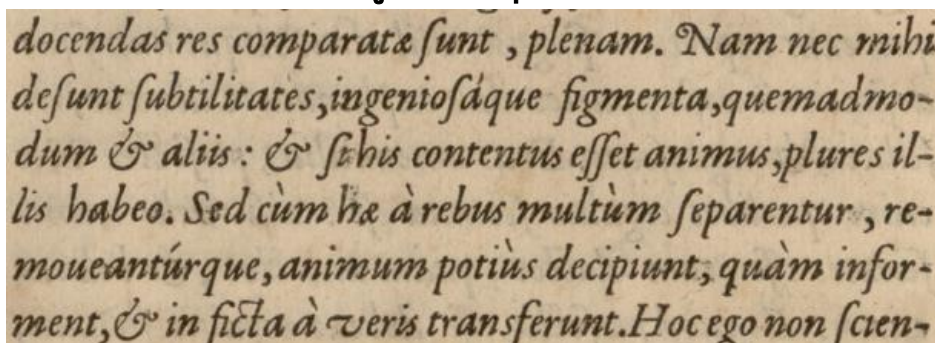 docendas res comparatæ ſunt , plenam. Nam nec mihi
deſunt ſubtilitates,ingenioſáque figmenta,quemadmo-
dum & aliis : & ſi his contentus eſſet animus,plures il-
lis habeo. Sed cùm hæ à rebus multùm ſeparentur , re-
moueantúrque,animum potiùs decipiunt, quàm infor-
ment,& in ficta à veris transferunt.Hoc ego non ſcien-